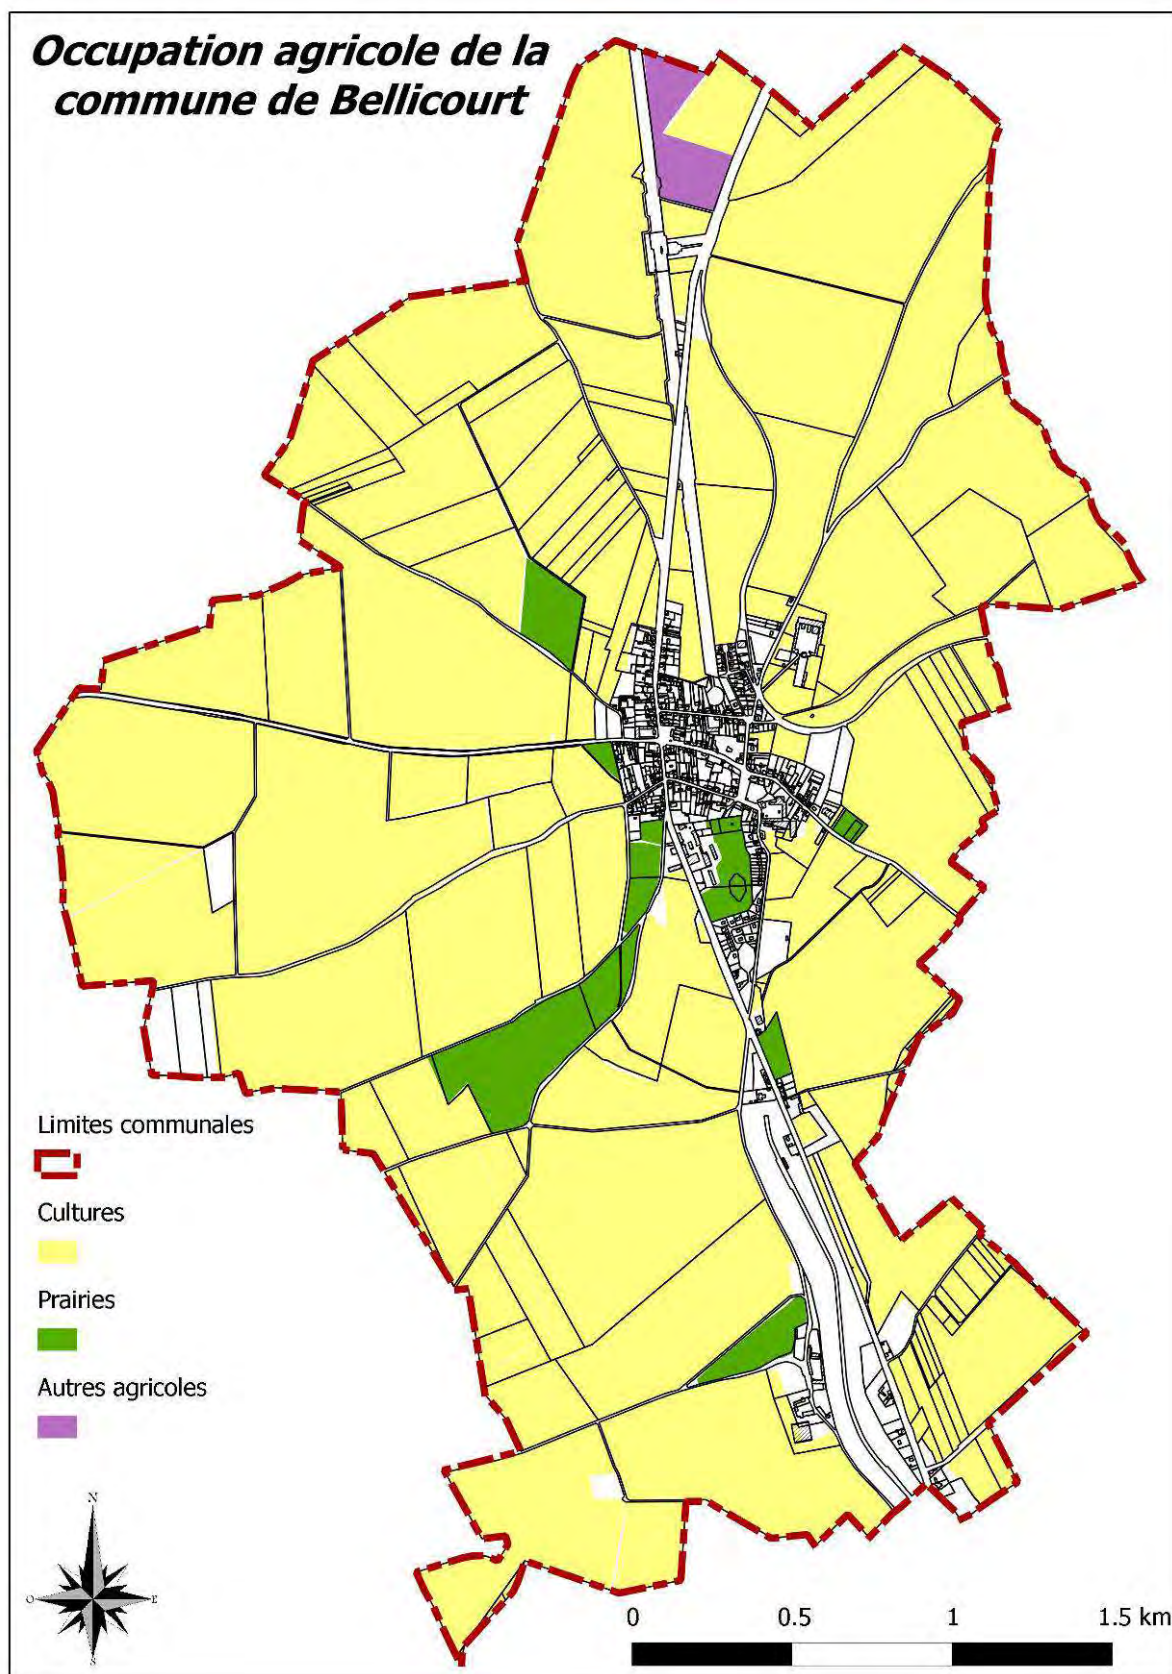 Occupation agricole de la
commune de Bellicourt
Limites communales
Cultures
Prairies
Autres agricoles
N
O
E
S
0 0.5 1 1.5 km